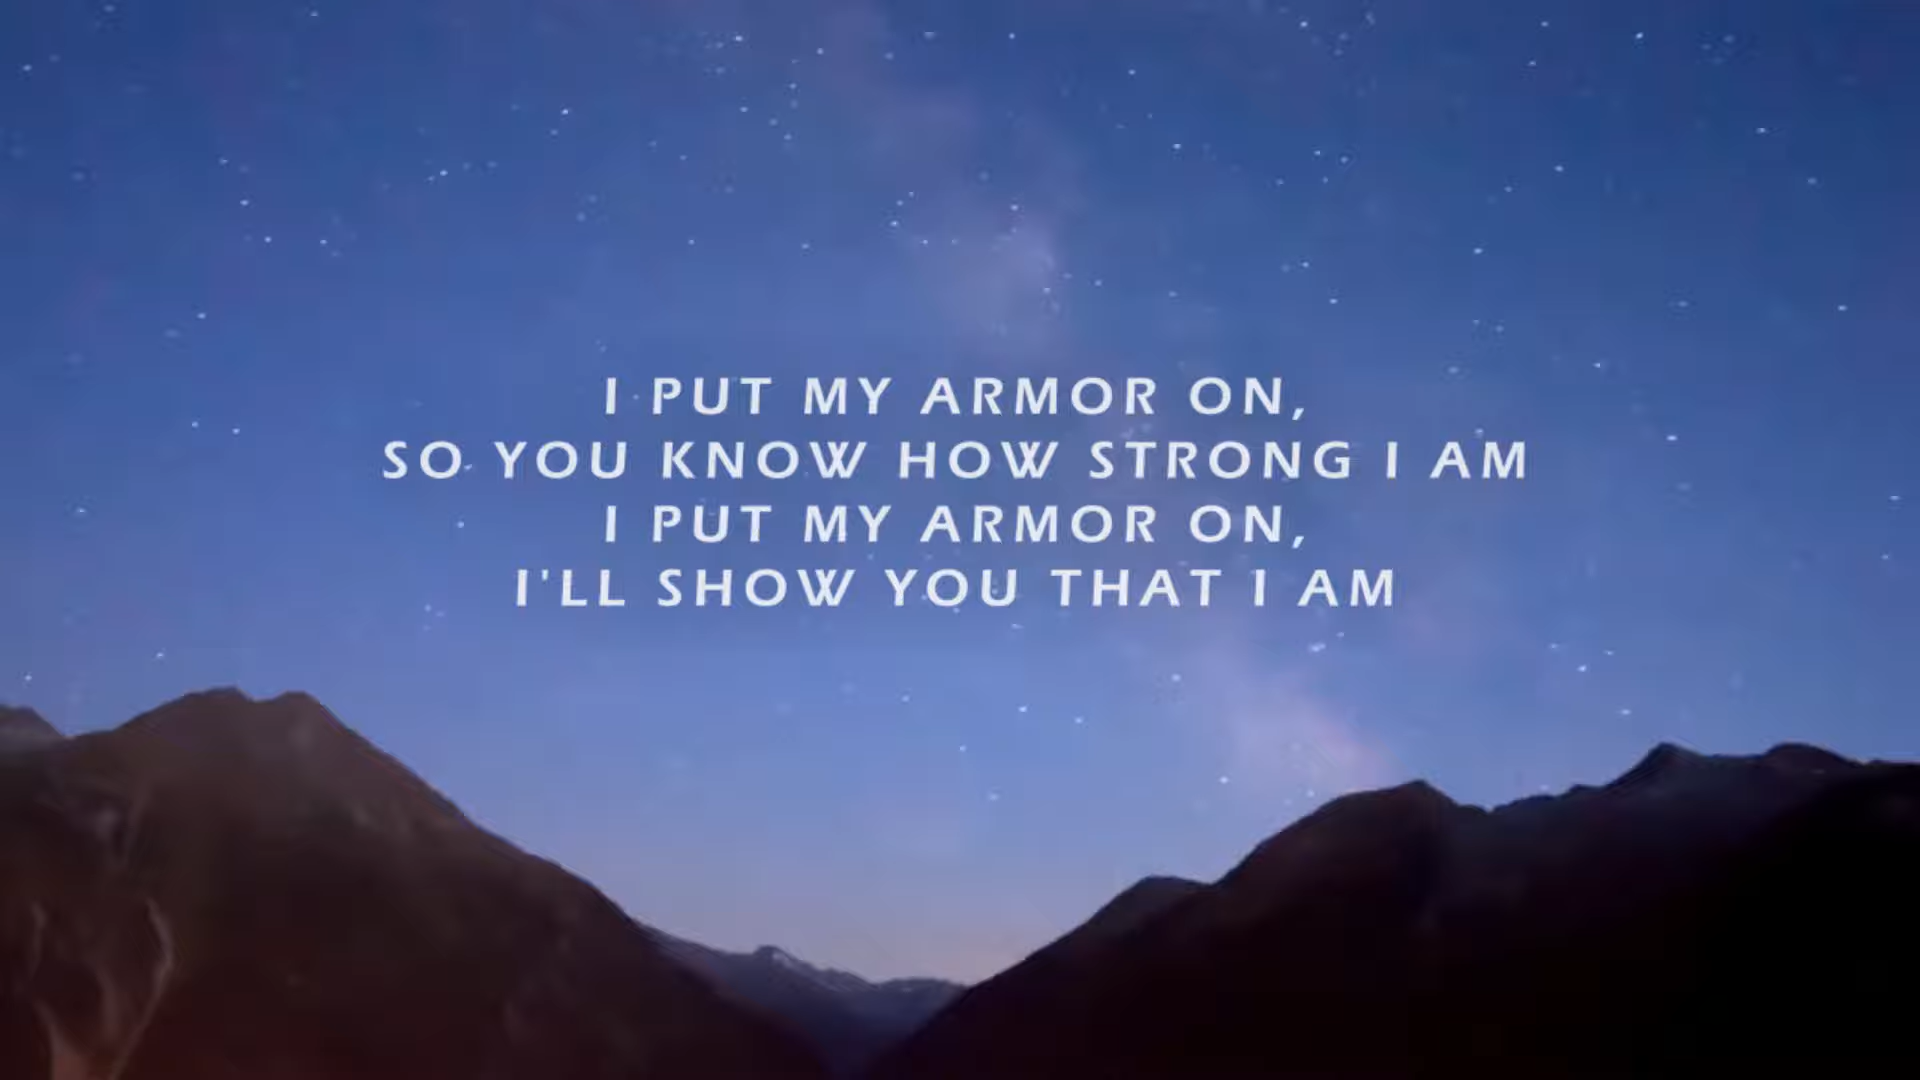 I PUT MY ARMOR ON,
SO YOU KNOW HOW STRONG I AM
I PUT MY ARMOR ON,
I'LL SHOW YOU THAT I AM